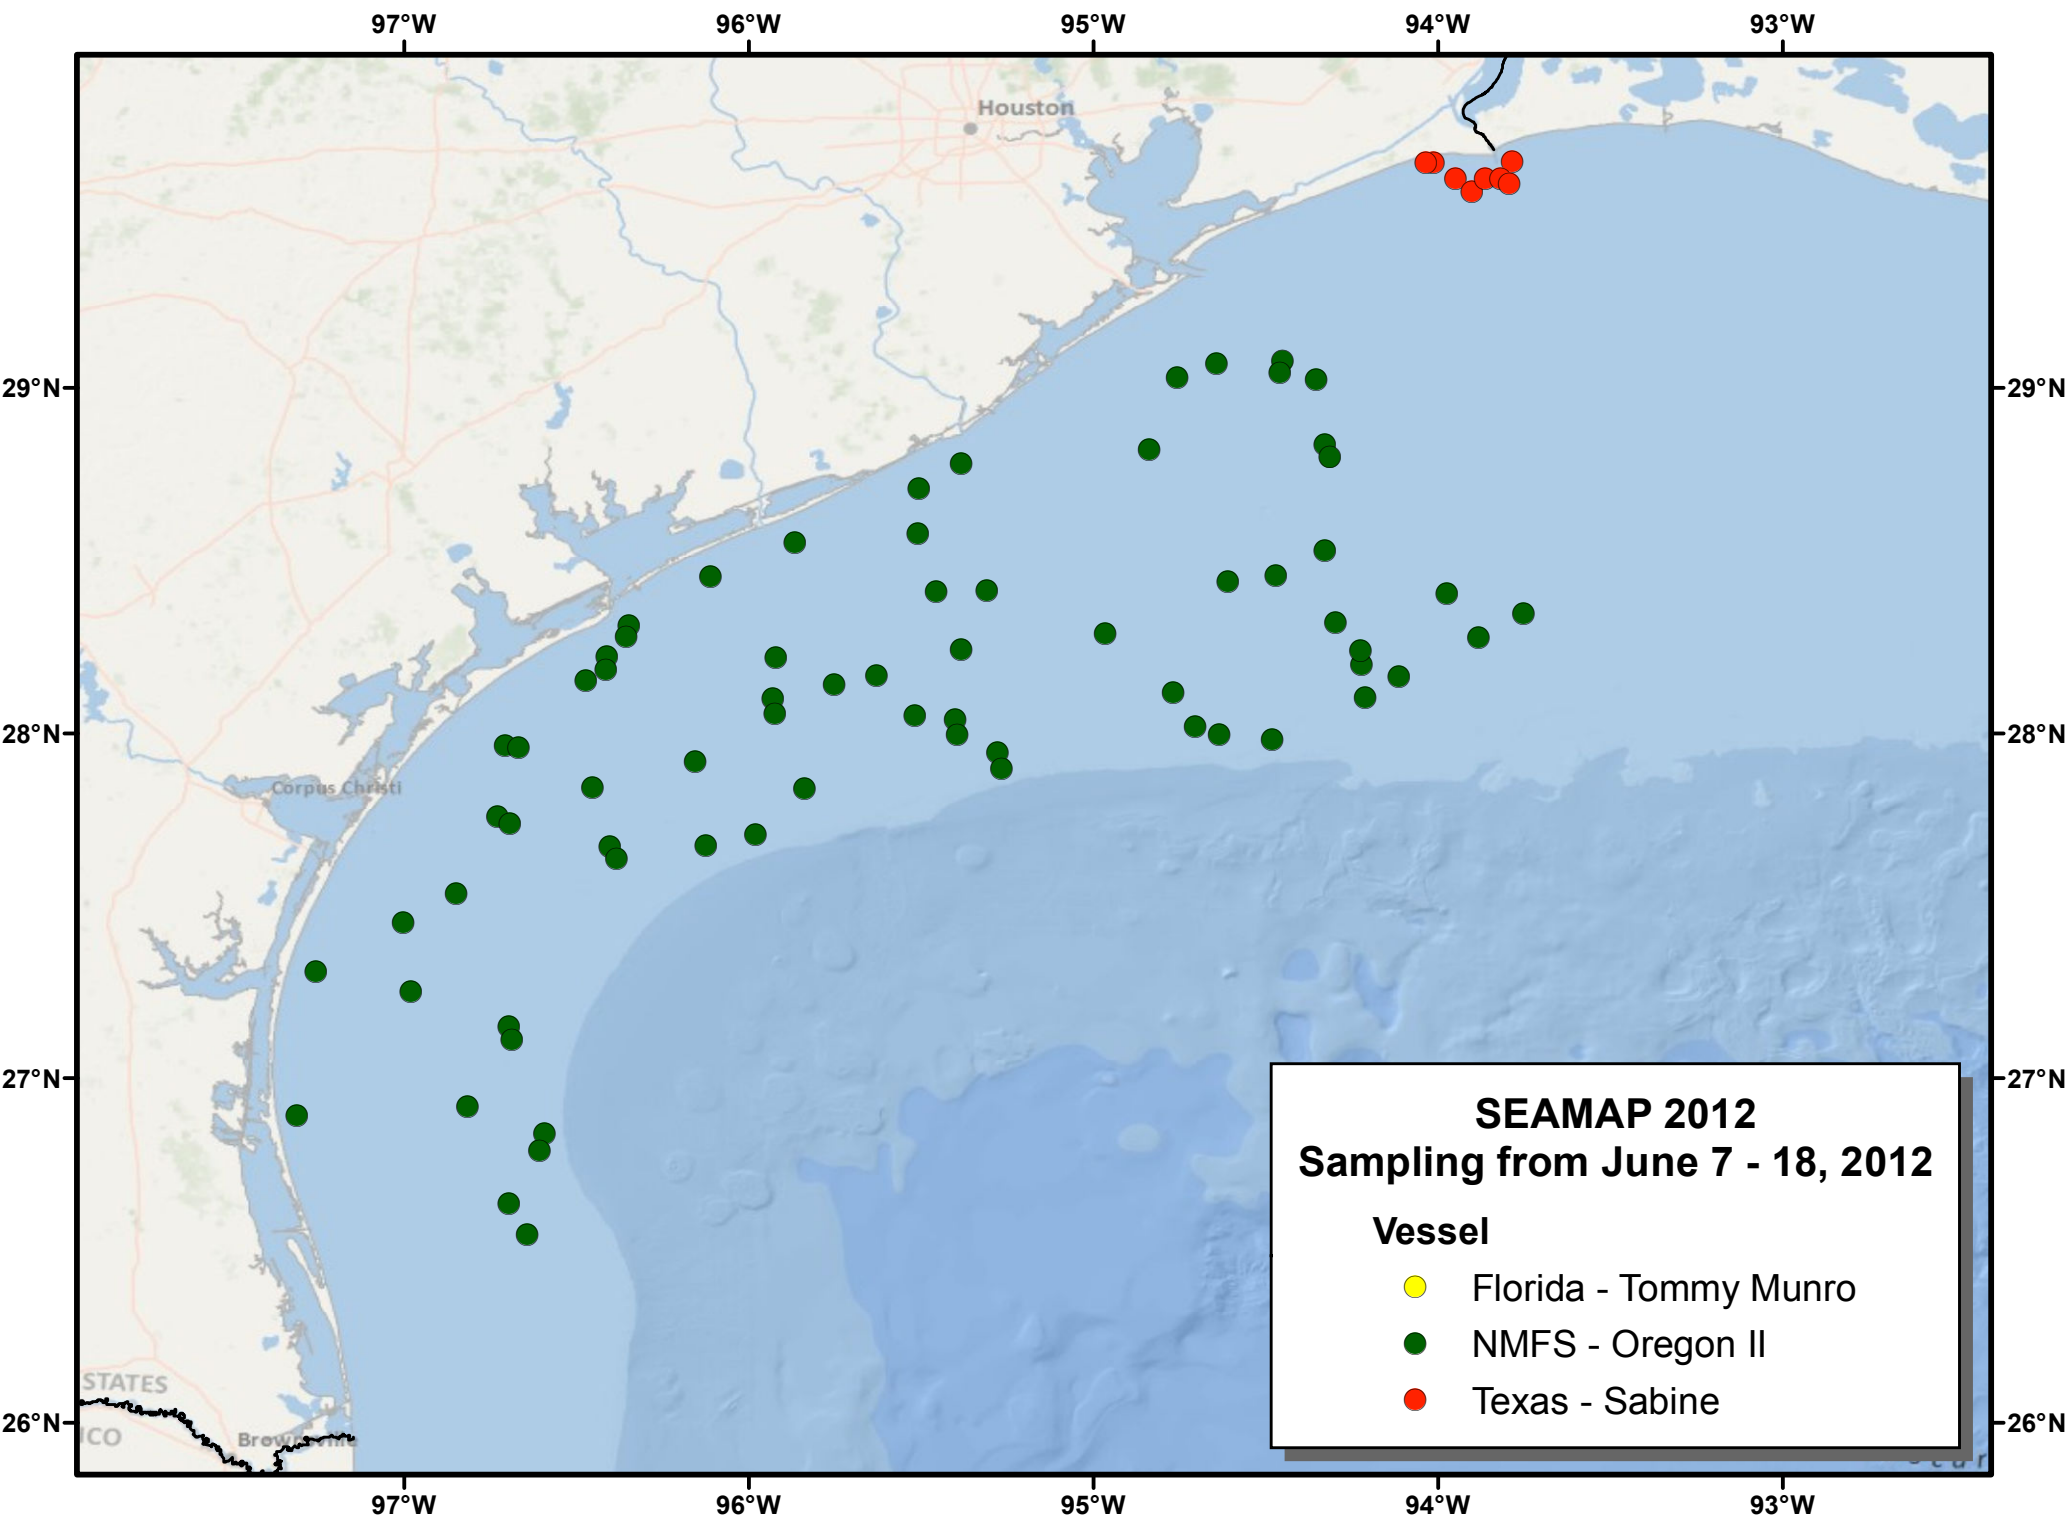 97°W 96°W 95°W 94°W 93°W
Houston
29°N 29°N
28°N 28°N
Corpus Christi
27°N 27°N
SEAMAP 2012
Sampling from June 7 - 18, 2012
Vessel
Florida - Tommy Munro
NMFS - Oregon II
Texas - Sabine
STATES
26°N 26°N
ICO
Brownsville
97°W 96°W 95°W 94°W 93°W